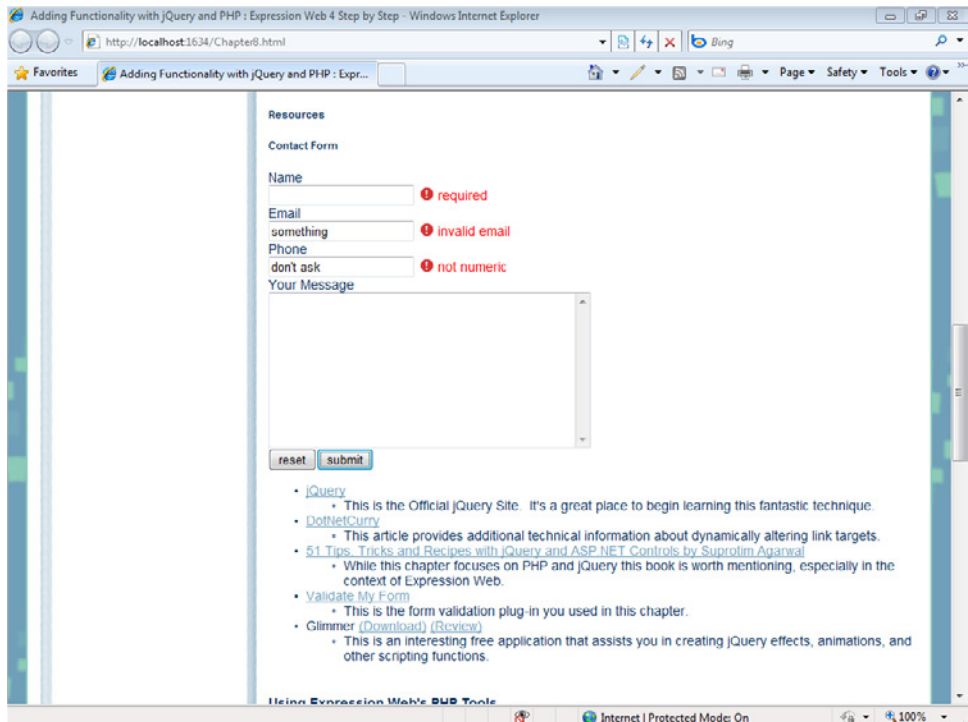 Adding Functionality with jQuery and PHP : Expression Web 4 Step by Step - Windows Internet Explorer
http://localhost:1634/Chapter8.html
Bing
Favorites
Adding Functionality with jQuery and PHP : Expr...
Page
Safety
Tools
Resources
Contact Form
Name
required
Email
something
invalid email
Phone
don't ask
not numeric
Your Message
reset
submit
• jQuery
• This is the Official jQuery Site. It's a great place to begin learning this fantastic technique.
• DotNetCurry
• This article provides additional technical information about dynamically altering link targets.
• 51 Tips, Tricks and Recipes with jQuery and ASP.NET Controls by Suprotim Agarwal
• While this chapter focuses on PHP and jQuery this book is worth mentioning, especially in the
context of Expression Web.
• Validate My Form
• This is the form validation plug-in you used in this chapter.
• Glimmer (Download) (Review)
• This is an interesting free application that assists you in creating jQuery effects, animations, and
other scripting functions.
Using Expression Web's PHP Tools
Internet | Protected Mode: On
100%